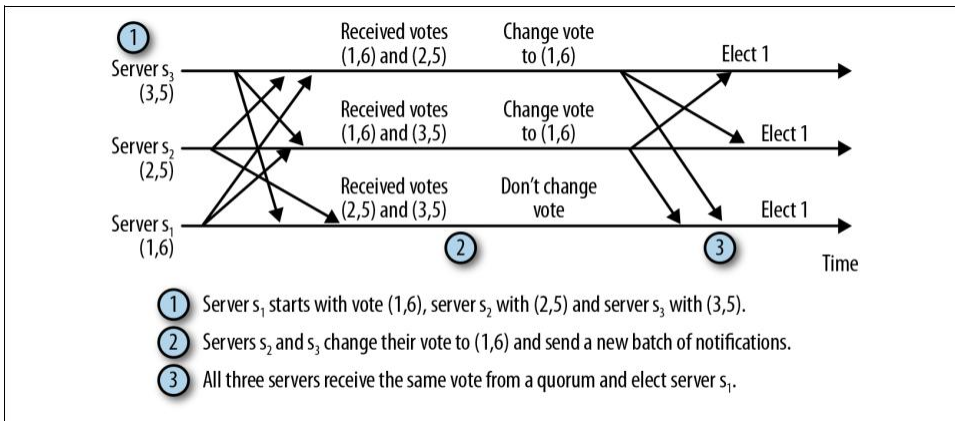 1
Received votes
(1,6) and (2,5)
Change vote
to (1,6)
Elect 1
Server s3
(3,5)
Received votes
(1,6) and (3,5)
Change vote
to (1,6)
Elect 1
Server s2
(2,5)
Received votes
(2,5) and (3,5)
Don't change
vote
Elect 1
Server s1
(1,6)
2
3
Time
1 Server s1 starts with vote (1,6), server s2 with (2,5) and server s3 with (3,5).
2 Servers s2 and s3 change their vote to (1,6) and send a new batch of notifications.
3 All three servers receive the same vote from a quorum and elect server s1.